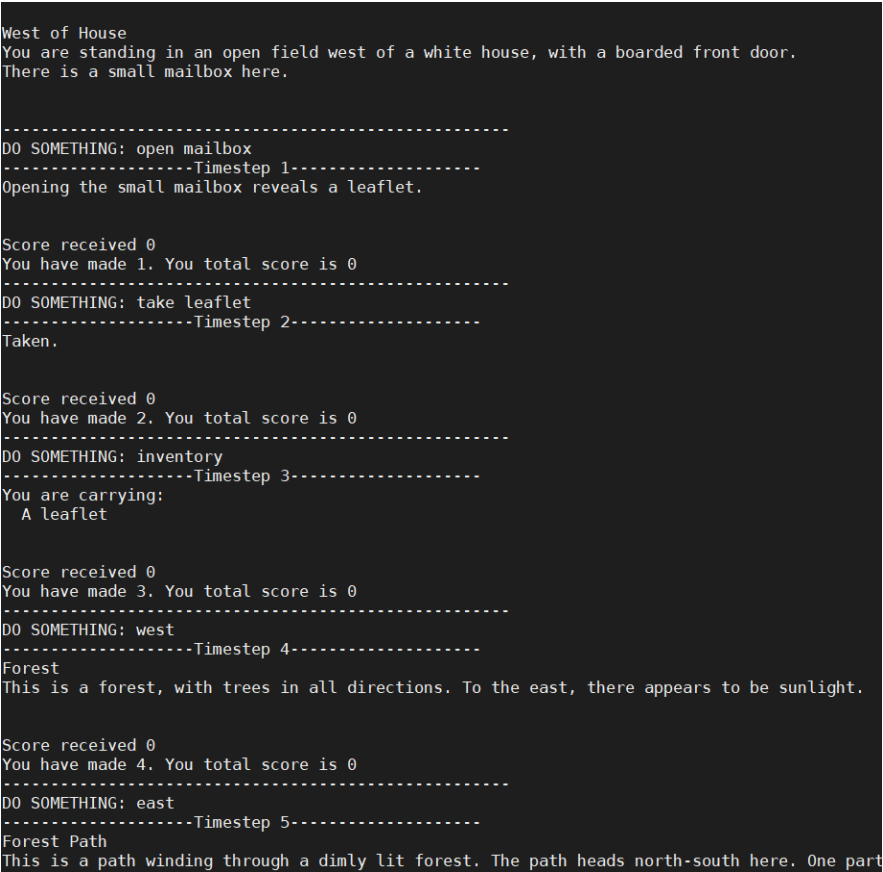 West of House
You are standing in an open field west of a white house, with a boarded front door.
There is a small mailbox here.
-----------------------------------------------------
DO SOMETHING: open mailbox
--------------------Timestep 1--------------------
Opening the small mailbox reveals a leaflet.
Score received 0
You have made 1. You total score is 0
-----------------------------------------------------
DO SOMETHING: take leaflet
--------------------Timestep 2--------------------
Taken.
Score received 0
You have made 2. You total score is 0
-----------------------------------------------------
DO SOMETHING: inventory
--------------------Timestep 3--------------------
You are carrying:
  A leaflet
Score received 0
You have made 3. You total score is 0
-----------------------------------------------------
DO SOMETHING: west
--------------------Timestep 4--------------------
Forest
This is a forest, with trees in all directions. To the east, there appears to be sunlight.
Score received 0
You have made 4. You total score is 0
-----------------------------------------------------
DO SOMETHING: east
--------------------Timestep 5--------------------
Forest Path
This is a path winding through a dimly lit forest. The path heads north-south here. One part